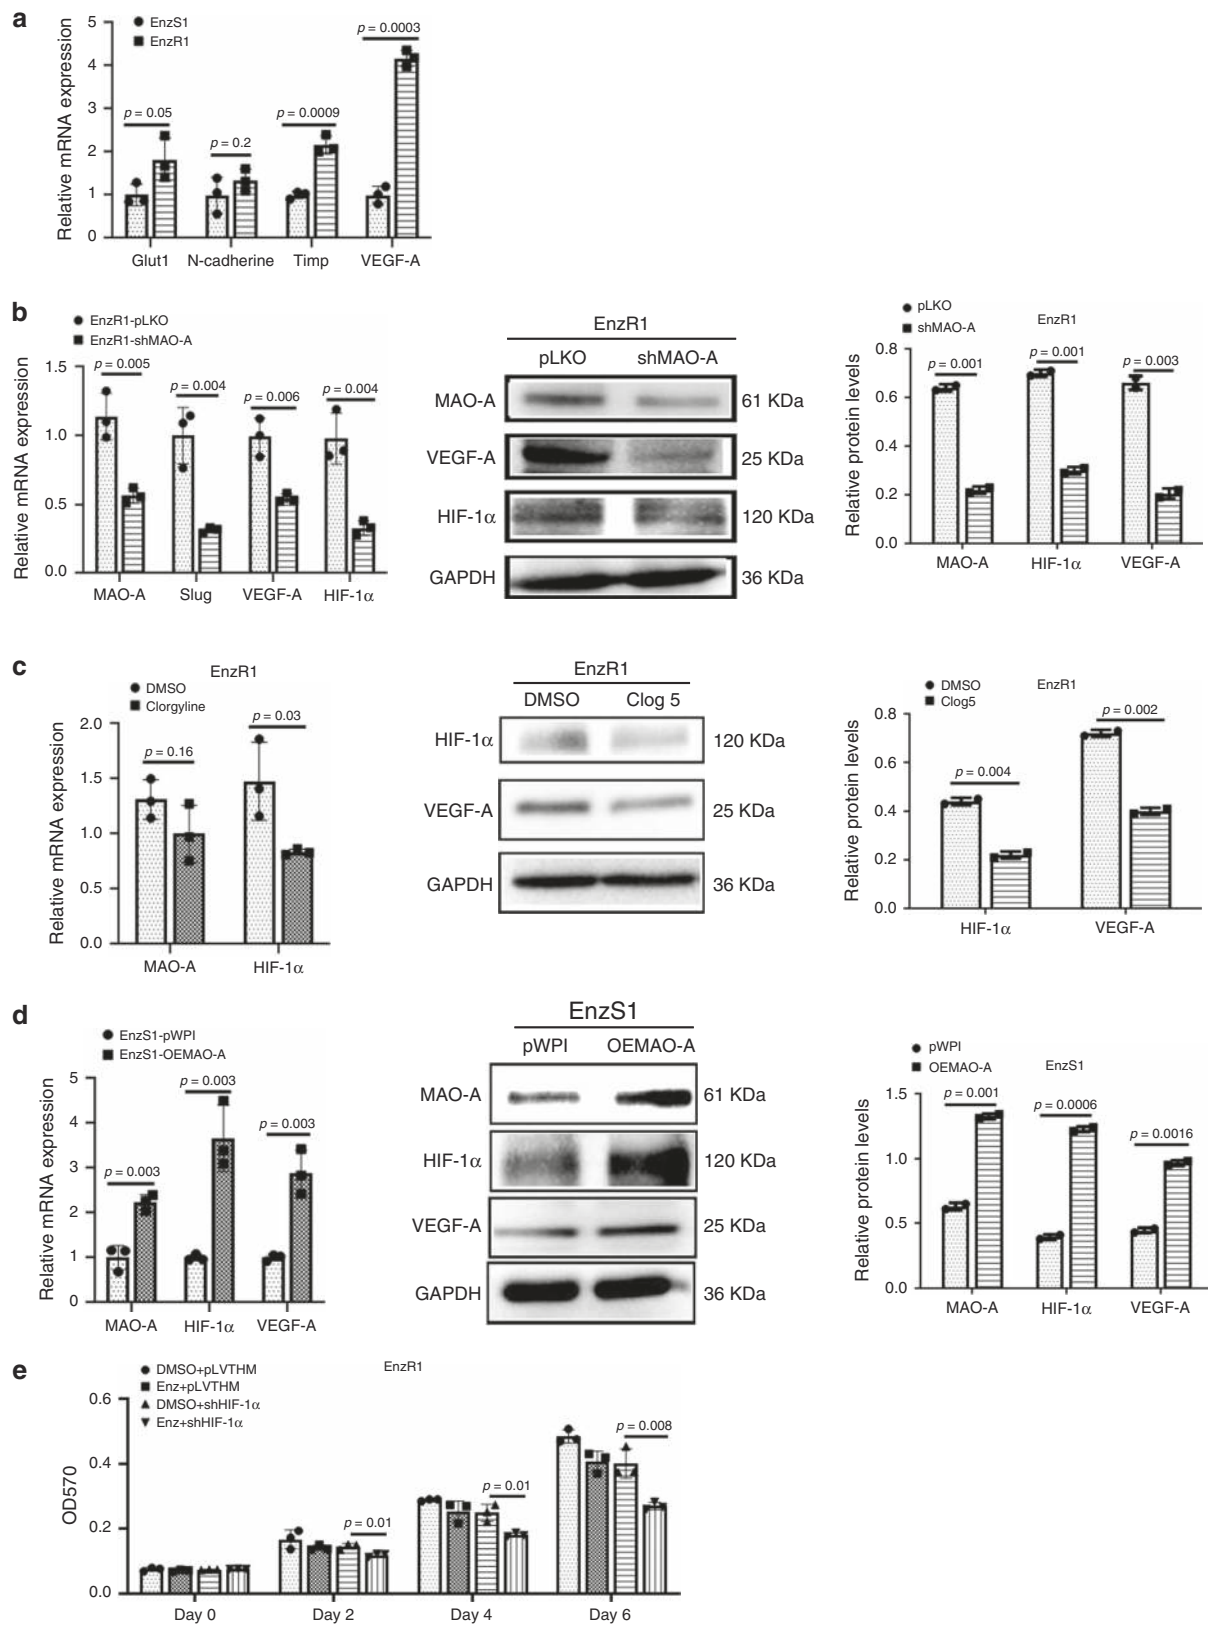 a
EnzS1
EnzR1
Relative mRNA expression
5
4
3
2
1
0
p = 0.05
p = 0.2
p = 0.0009
p = 0.0003
Glut1 N-cadherine Timp VEGF-A
b
EnzR1-pLKO
EnzR1-shMAO-A
Relative mRNA expression
1.5
1.0
0.5
0.0
p = 0.005
p = 0.004
p = 0.006
p = 0.004
MAO-A Slug VEGF-A HIF-1α
EnzR1
pLKO shMAO-A
MAO-A 61 KDa
VEGF-A 25 KDa
HIF-1α 120 KDa
GAPDH 36 KDa
pLKO
shMAO-A
EnzR1
Relative protein levels
0.8
0.6
0.4
0.2
0.0
p = 0.001
p = 0.001
p = 0.003
MAO-A HIF-1α VEGF-A
c
EnzR1
DMSO
Clorgyline
Relative mRNA expression
2.0
1.5
1.0
0.5
0.0
p = 0.16
p = 0.03
MAO-A HIF-1α
EnzR1
DMSO Clog 5
HIF-1α 120 KDa
VEGF-A 25 KDa
GAPDH 36 KDa
DMSO
Clog5
EnzR1
Relative protein levels
0.8
0.6
0.4
0.2
0.0
p = 0.004
p = 0.002
HIF-1α VEGF-A
d
EnzS1-pWPI
EnzS1-OEMAO-A
Relative mRNA expression
5
4
3
2
1
0
p = 0.003
p = 0.003
p = 0.003
MAO-A HIF-1α VEGF-A
EnzS1
pWPI OEMAO-A
MAO-A 61 KDa
HIF-1α 120 KDa
VEGF-A 25 KDa
GAPDH 36 KDa
pWPI
OEMAO-A
EnzS1
Relative protein levels
1.5
1.0
0.5
0.0
p = 0.001
p = 0.0006
p = 0.0016
MAO-A HIF-1α VEGF-A
e
DMSO+pLVTHM
Enz+pLVTHM
DMSO+shHIF-1α
Enz+shHIF-1α
EnzR1
OD570
0.6
0.4
0.2
0.0
p = 0.01
p = 0.01
p = 0.008
Day 0 Day 2 Day 4 Day 6